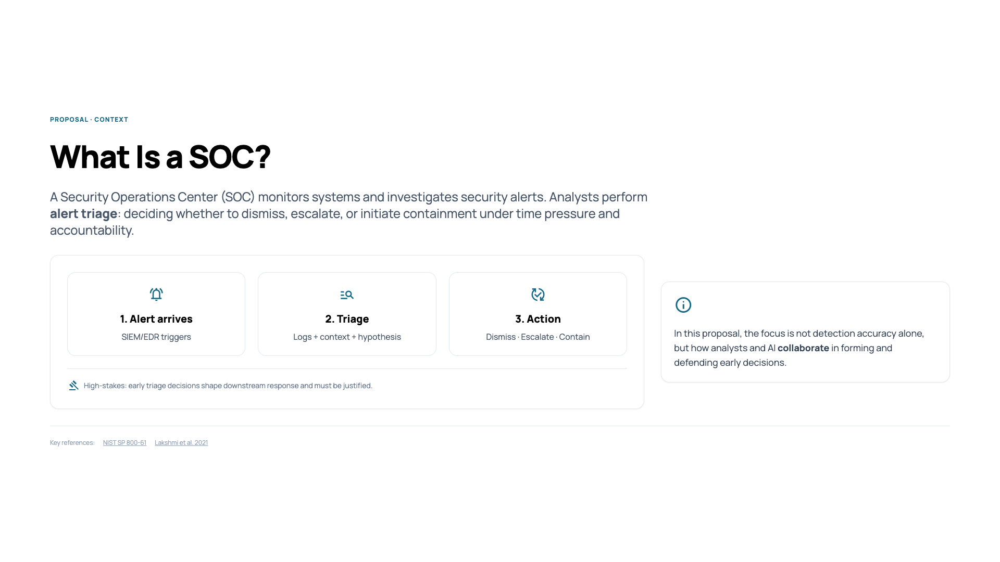 PROPOSAL · CONTEXT
What Is a SOC?
A Security Operations Center (SOC) monitors systems and investigates security alerts. Analysts perform
alert triage: deciding whether to dismiss, escalate, or initiate containment under time pressure and
accountability.
1. Alert arrives
SIEM/EDR triggers
2. Triage
Logs + context + hypothesis
3. Action
Dismiss · Escalate · Contain
High-stakes: early triage decisions shape downstream response and must be justified.
In this proposal, the focus is not detection accuracy alone,
but how analysts and AI collaborate in forming and
defending early decisions.
Key references: NIST SP 800-61 Lakshmi et al. 2021